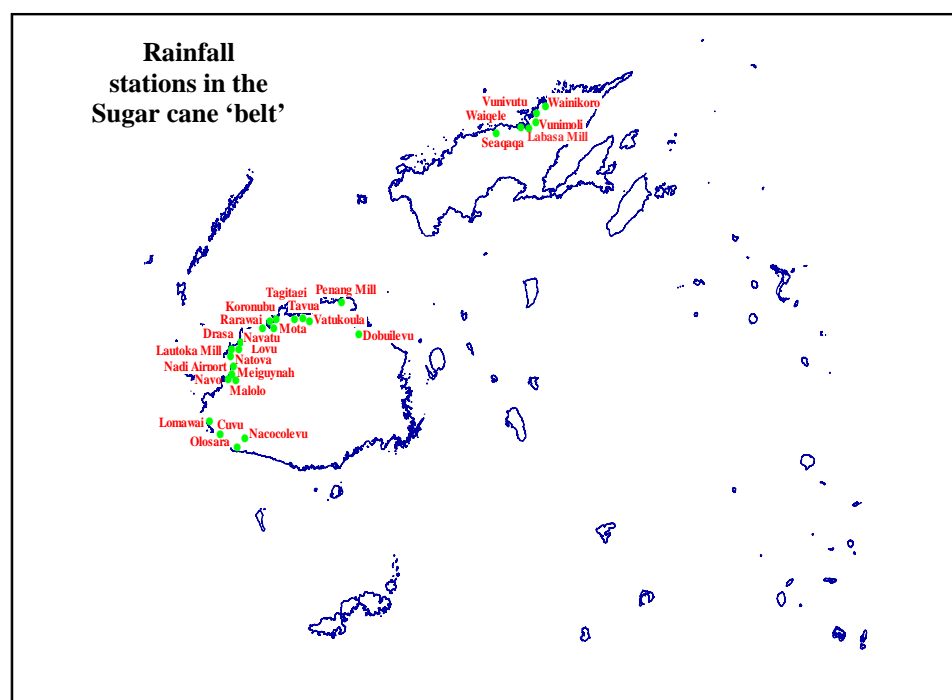 Rainfall
stations in the
Sugar cane ‘belt’
Vunivutu
Wainikoro
Waiqele
Vunimoli
Labasa Mill
Seaqaqa
Penang Mill
Tagitagi
Koronubu
Tavua
Rarawai
Vatukoula
Mota
Drasa
Navatu
Dobuilevu
Lautoka Mill
Lovu
Natova
Nadi Airport
Meiguynah
Navo
Malolo
Lomawai
Cuvu
Nacocolevu
Olosara